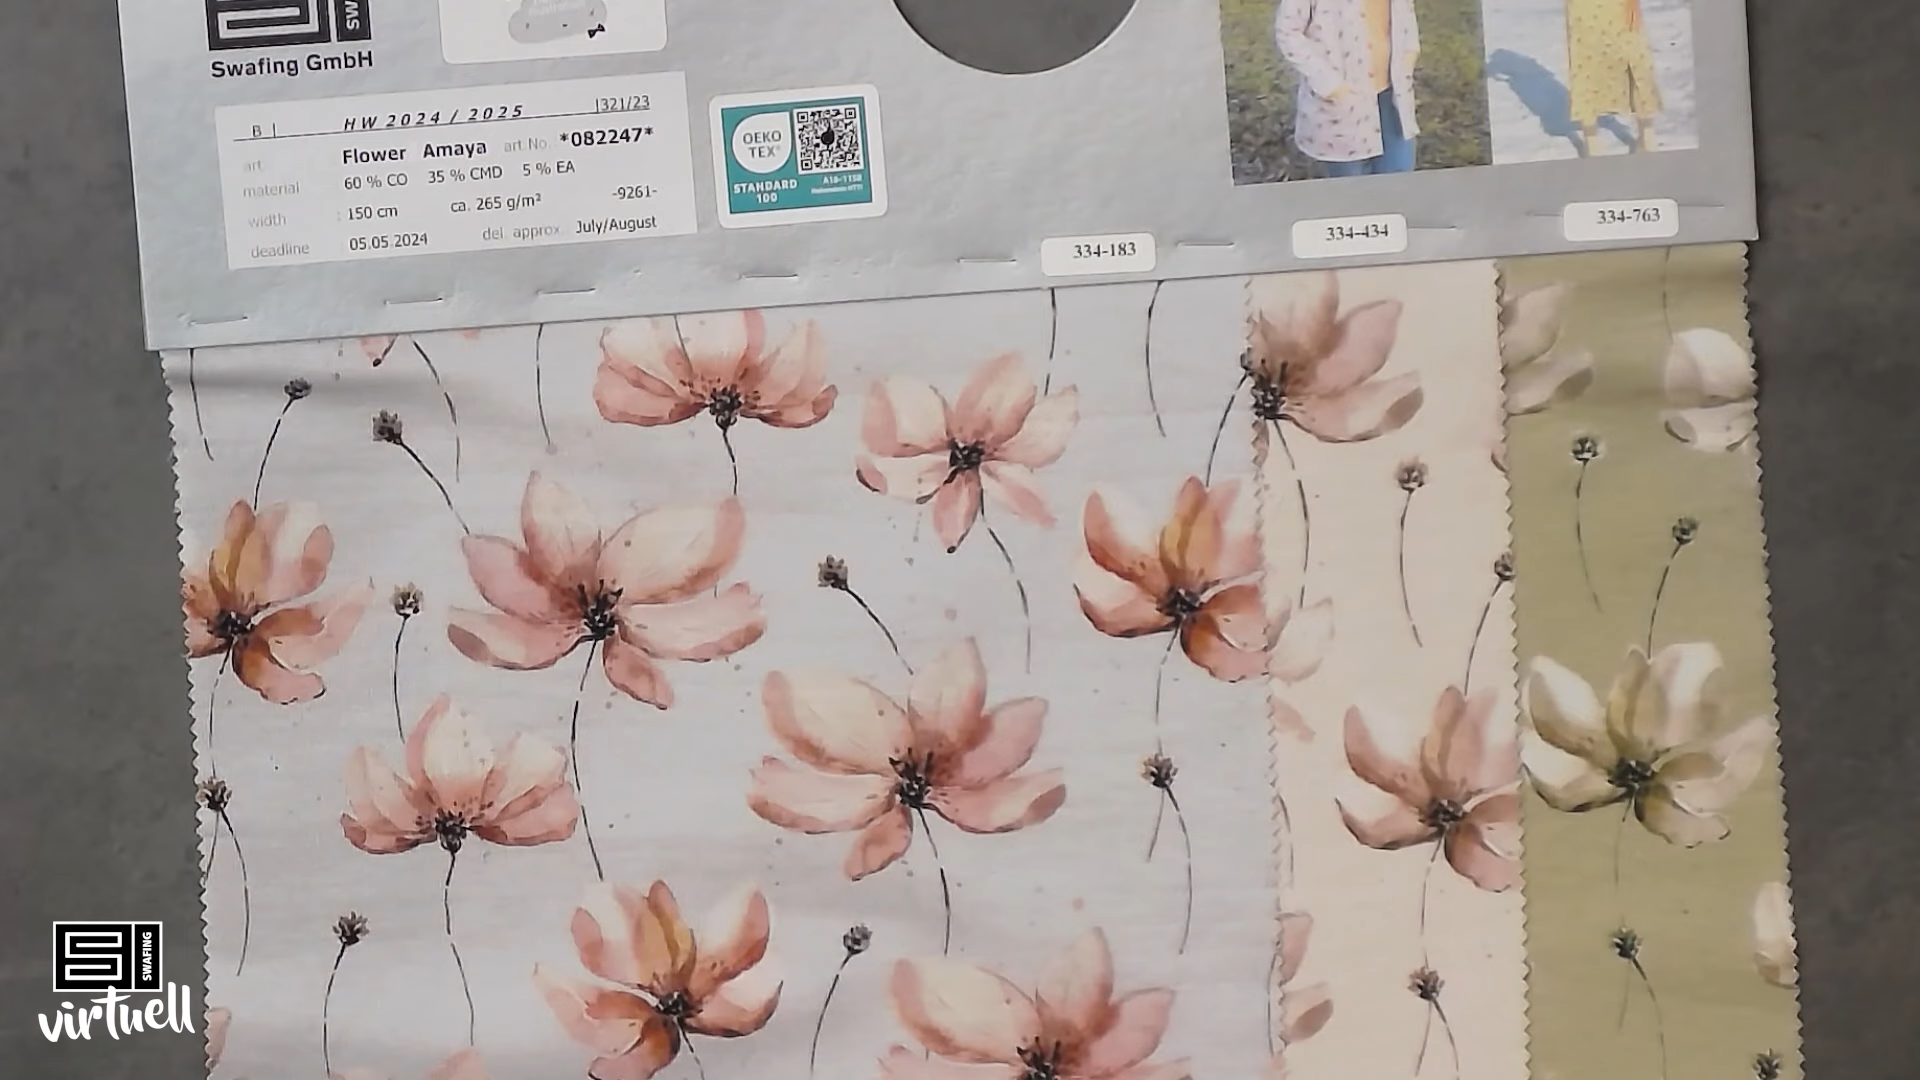 SWAFING
Swafing GmbH
B | HW 2024 / 2025 |321/23
art Flower Amaya art No. *082247*
material 60 % CO 35 % CMD 5 % EA
width : 150 cm ca. 265 g/m² -9261-
deadline 05.05.2024 del. approx. July/August
OEKO
TEX®
STANDARD
100
334-183
334-434
334-763
SWAFING
virtuell